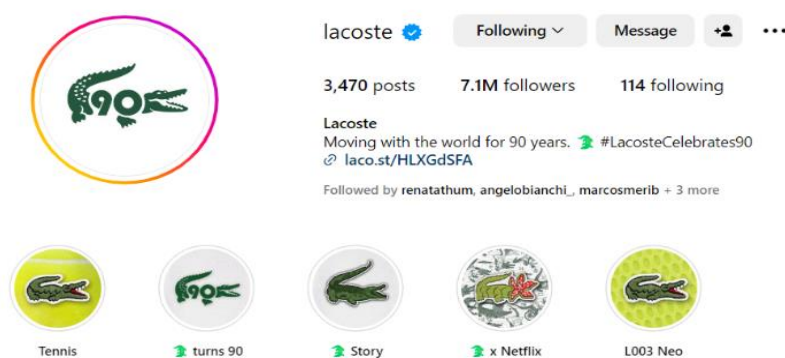 lacoste Following Message
3,470 posts 7.1M followers 114 following
Lacoste
Moving with the world for 90 years. 🐊 #LacosteCelebrates90
laco.st/HLXGdSFA
Followed by renatathum, angelobianchi_, marcosmerib + 3 more
90
90
Tennis 🐊 turns 90 🐊 Story 🐊 x Netflix L003 Neo